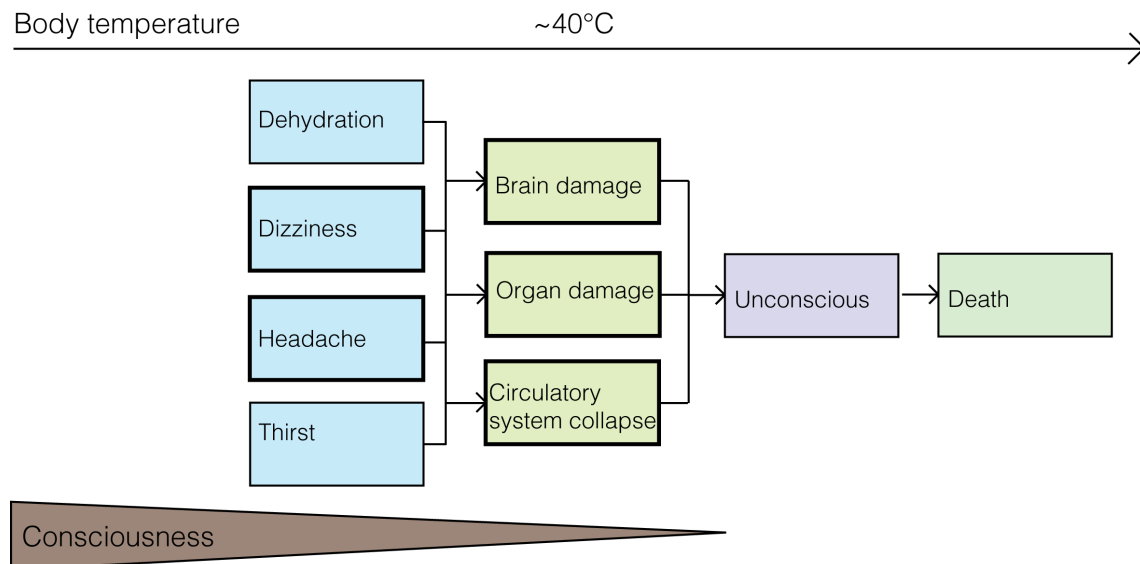 Body temperature
~40°C
Dehydration
Dizziness
Headache
Thirst
Brain damage
Organ damage
Circulatory
system collapse
Unconscious
Death
Consciousness